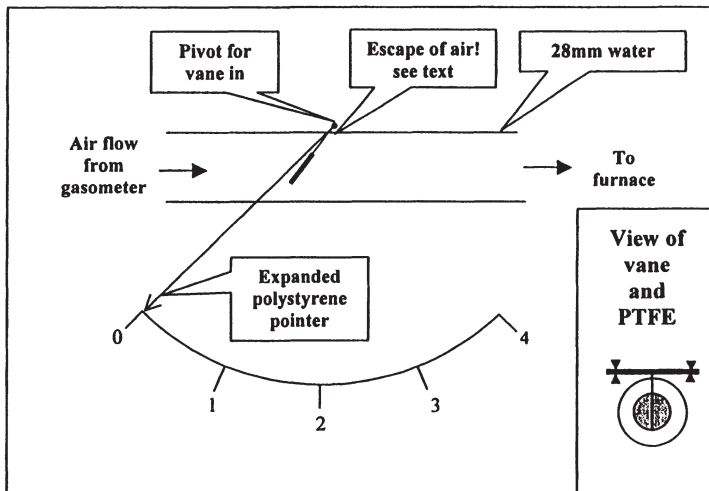 Pivot for
vane in
Escape of air!
see text
28mm water
Air flow
from
gasometer
To
furnace
Expanded
polystyrene
pointer
View of
vane
and
PTFE
0
1
2
3
4